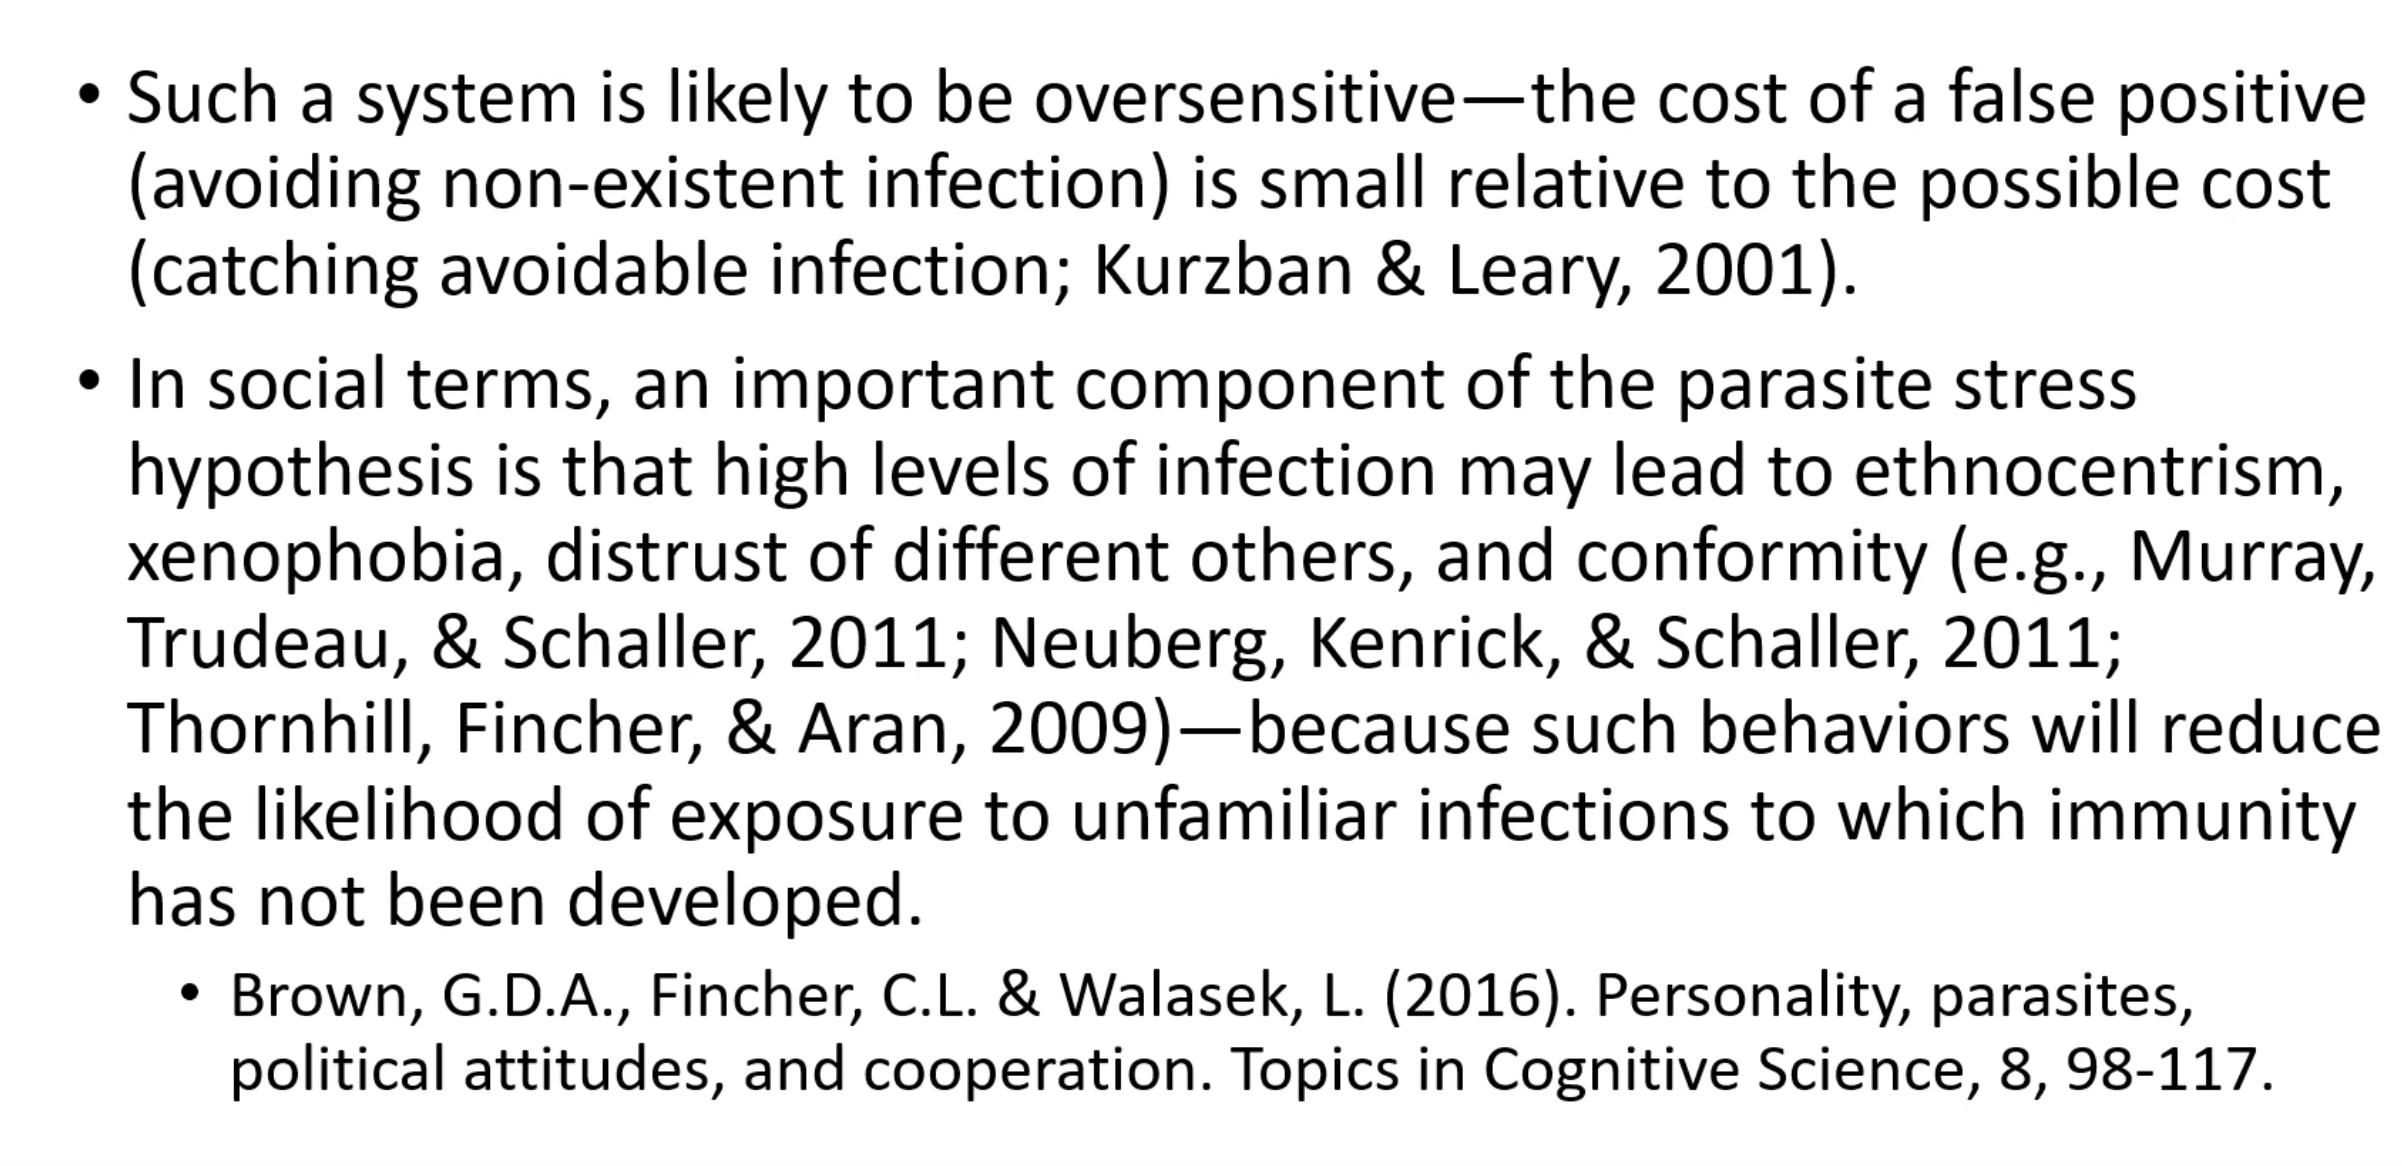 • Such a system is likely to be oversensitive—the cost of a false positive
(avoiding non-existent infection) is small relative to the possible cost
(catching avoidable infection; Kurzban & Leary, 2001).
• In social terms, an important component of the parasite stress
hypothesis is that high levels of infection may lead to ethnocentrism,
xenophobia, distrust of different others, and conformity (e.g., Murray,
Trudeau, & Schaller, 2011; Neuberg, Kenrick, & Schaller, 2011;
Thornhill, Fincher, & Aran, 2009)—because such behaviors will reduce
the likelihood of exposure to unfamiliar infections to which immunity
has not been developed.
• Brown, G.D.A., Fincher, C.L. & Walasek, L. (2016). Personality, parasites,
political attitudes, and cooperation. Topics in Cognitive Science, 8, 98-117.